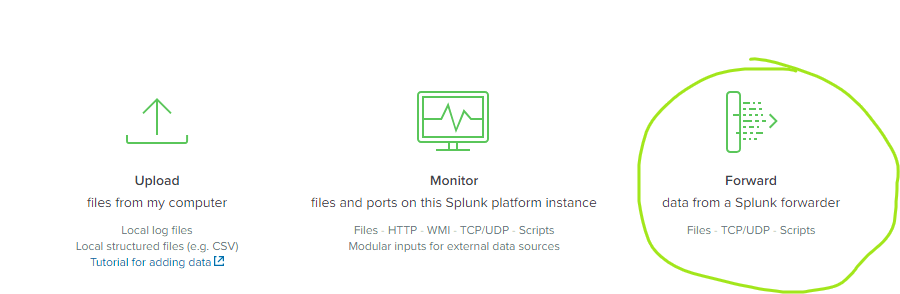 Upload
files from my computer
Local log files
Local structured files (e.g. CSV)
Tutorial for adding data
Monitor
files and ports on this Splunk platform instance
Files · HTTP · WMI · TCP/UDP · Scripts
Modular inputs for external data sources
Forward
data from a Splunk forwarder
Files · TCP/UDP · Scripts